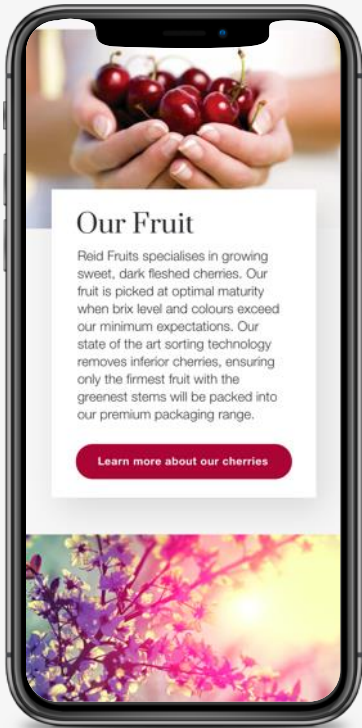 Our Fruit
Reid Fruits specialises in growing
sweet, dark fleshed cherries. Our
fruit is picked at optimal maturity
when brix level and colours exceed
our minimum expectations. Our
state of the art sorting technology
removes inferior cherries, ensuring
only the firmest fruit with the
greenest stems will be packed into
our premium packaging range.
Learn more about our cherries